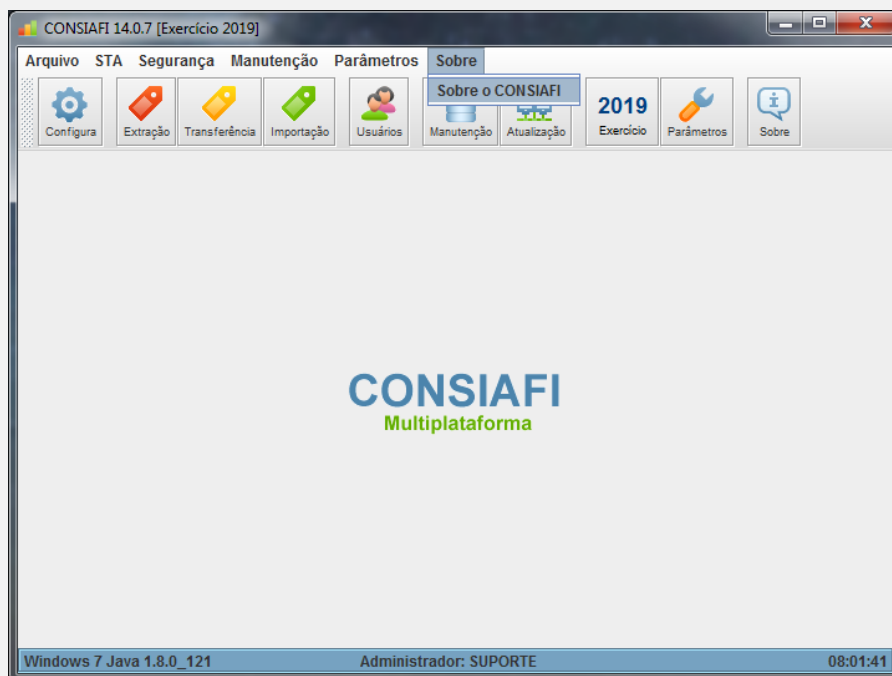 CONSIAFI 14.0.7 [Exercício 2019]
Arquivo STA Segurança Manutenção Parâmetros Sobre
Sobre o CONSIAFI
Configura Extração Transferência Importação Usuários Manutenção Atualização 2019 Exercício Parâmetros Sobre
CONSIAFI
Multiplataforma
Windows 7 Java 1.8.0_121 Administrador: SUPORTE 08:01:41